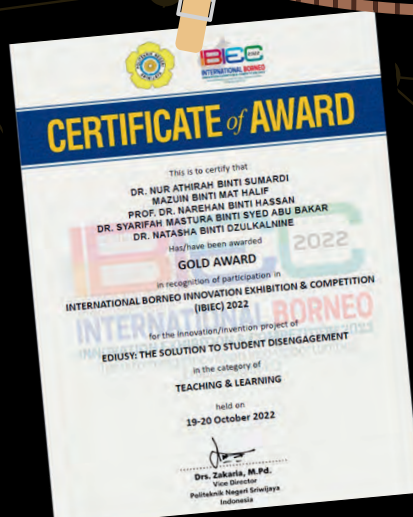 IBIEC 2022
INTERNATIONAL BORNEO
CERTIFICATE of AWARD
This is to certify that
DR. NUR ATHIRAH BINTI SUMARDI
MAZUIN BINTI MAT HALIF
PROF, DR. NAREHAN BINTI HASSAN
DR. SYARIFAH MASTURA BINTI SYED ABU BAKAR
DR. NATASHA BINTI DZULKALNINE
Has/have been awarded
2022
GOLD AWARD
in recognition of participation in
INTERNATIONAL BORNEO INNOVATION EXHIBITION & COMPETITION
(IBIEC) 2022
for the innovation/invention project of
EDIUSY: THE SOLUTION TO STUDENT DISENGAGEMENT
in the category of
TEACHING & LEARNING
held on
19-20 October 2022
Drs. Zakaria, M.Pd.
Vice Director
Politeknik Negeri Sriwijaya
Indonesia